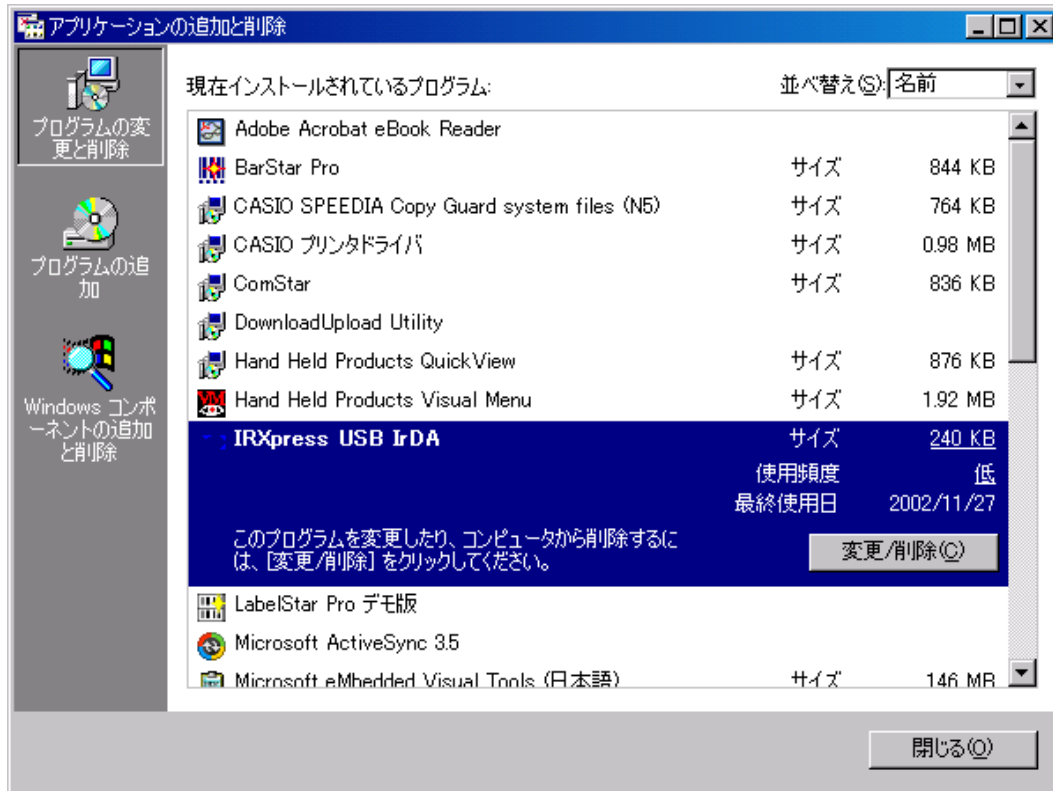 アプリケーションの追加と削除
プログラムの変
更と削除
プログラムの追
加
Windows コンポ
ーネントの追加
と削除
現在インストールされているプログラム:
並べ替え(S): 名前
Adobe Acrobat eBook Reader
BarStar Pro サイズ 844 KB
CASIO SPEEDIA Copy Guard system files (N5) サイズ 764 KB
CASIO プリンタドライバ サイズ 0.98 MB
ComStar サイズ 836 KB
DownloadUpload Utility
Hand Held Products QuickView サイズ 876 KB
Hand Held Products Visual Menu サイズ 1.92 MB
IRXpress USB IrDA サイズ 240 KB
使用頻度 低
最終使用日 2002/11/27
このプログラムを変更したり、コンピュータから削除するに
は、[変更/削除] をクリックしてください。
変更/削除(C)
LabelStar Pro デモ版
Microsoft ActiveSync 3.5
Microsoft eMbedded Visual Tools (日本語) サイズ 146 MB
閉じる(O)